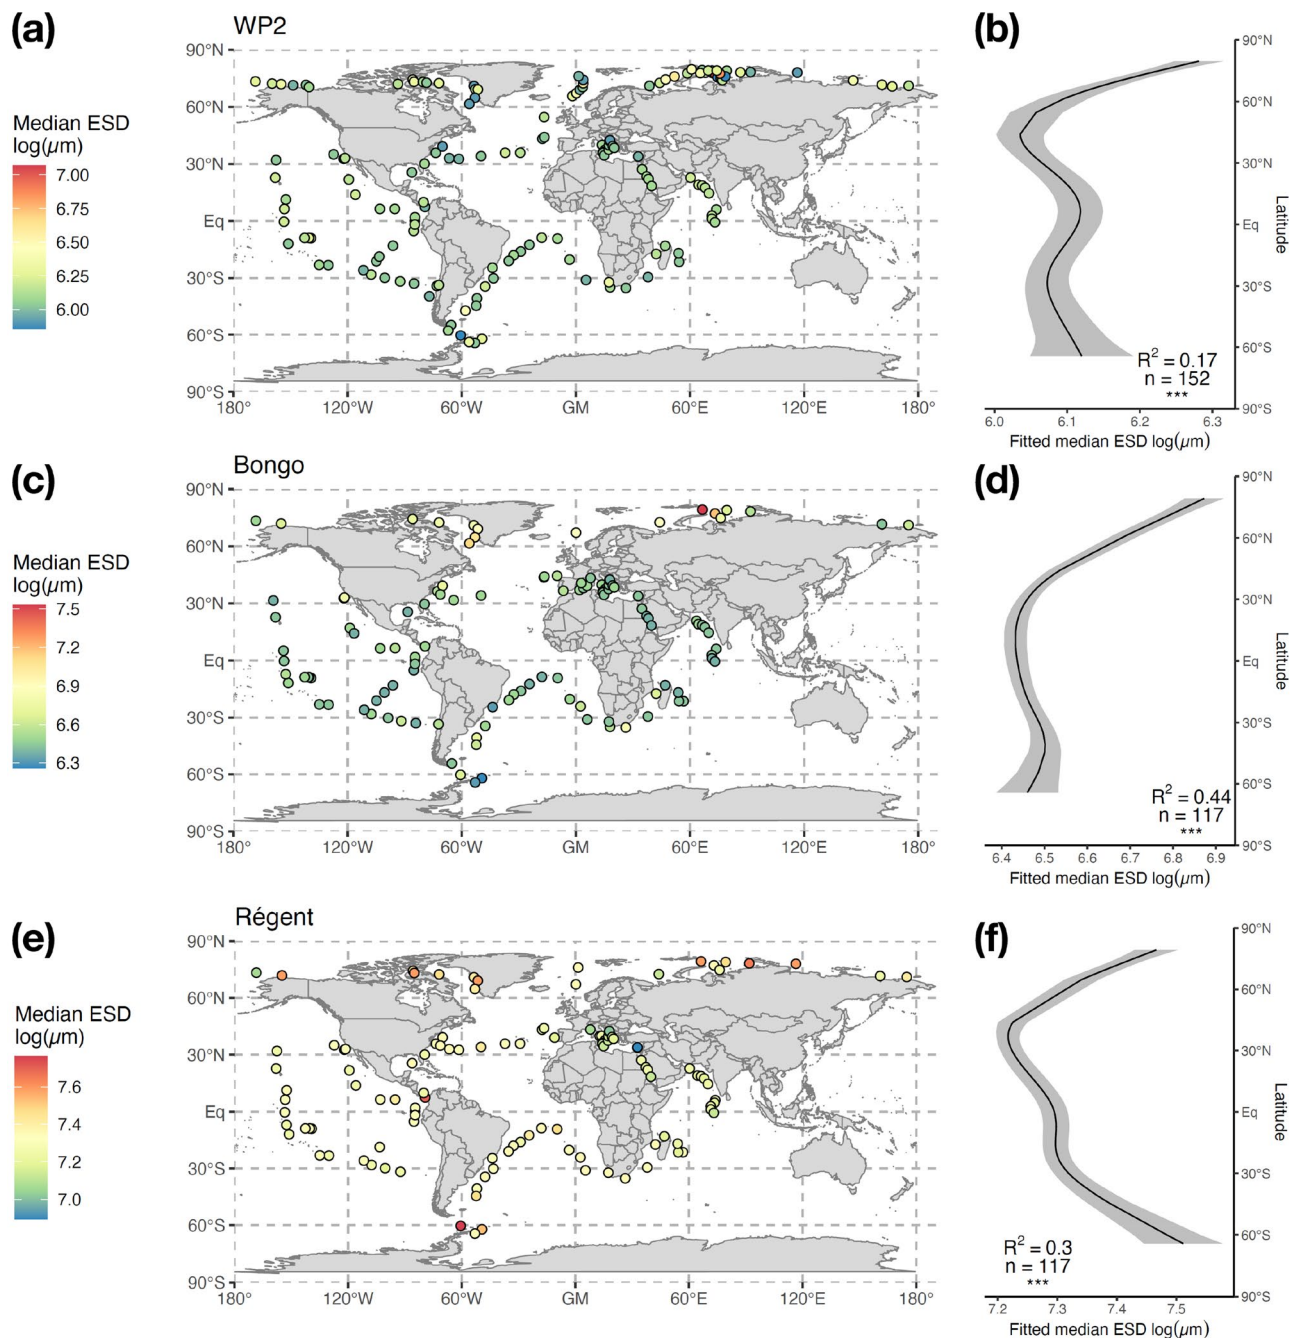 (a)
WP2
Median ESD
log(μm)
7.00
6.75
6.50
6.25
6.00
90°N
60°N
30°N
Eq
30°S
60°S
90°S
180°
120°W
60°W
GM
60°E
120°E
180°
(b)
90°N
60°N
30°N
Eq
30°S
60°S
90°S
Latitude
R² = 0.17
n = 152
***
6.0
6.1
6.2
6.3
Fitted median ESD log(μm)
(c)
Bongo
Median ESD
log(μm)
7.5
7.2
6.9
6.6
6.3
90°N
60°N
30°N
Eq
30°S
60°S
90°S
180°
120°W
60°W
GM
60°E
120°E
180°
(d)
90°N
60°N
30°N
Eq
30°S
60°S
90°S
Latitude
R² = 0.44
n = 117
***
6.4
6.5
6.6
6.7
6.8
6.9
Fitted median ESD log(μm)
(e)
Régent
Median ESD
log(μm)
7.6
7.4
7.2
7.0
90°N
60°N
30°N
Eq
30°S
60°S
90°S
180°
120°W
60°W
GM
60°E
120°E
180°
(f)
90°N
60°N
30°N
Eq
30°S
60°S
90°S
Latitude
R² = 0.3
n = 117
***
7.2
7.3
7.4
7.5
Fitted median ESD log(μm)